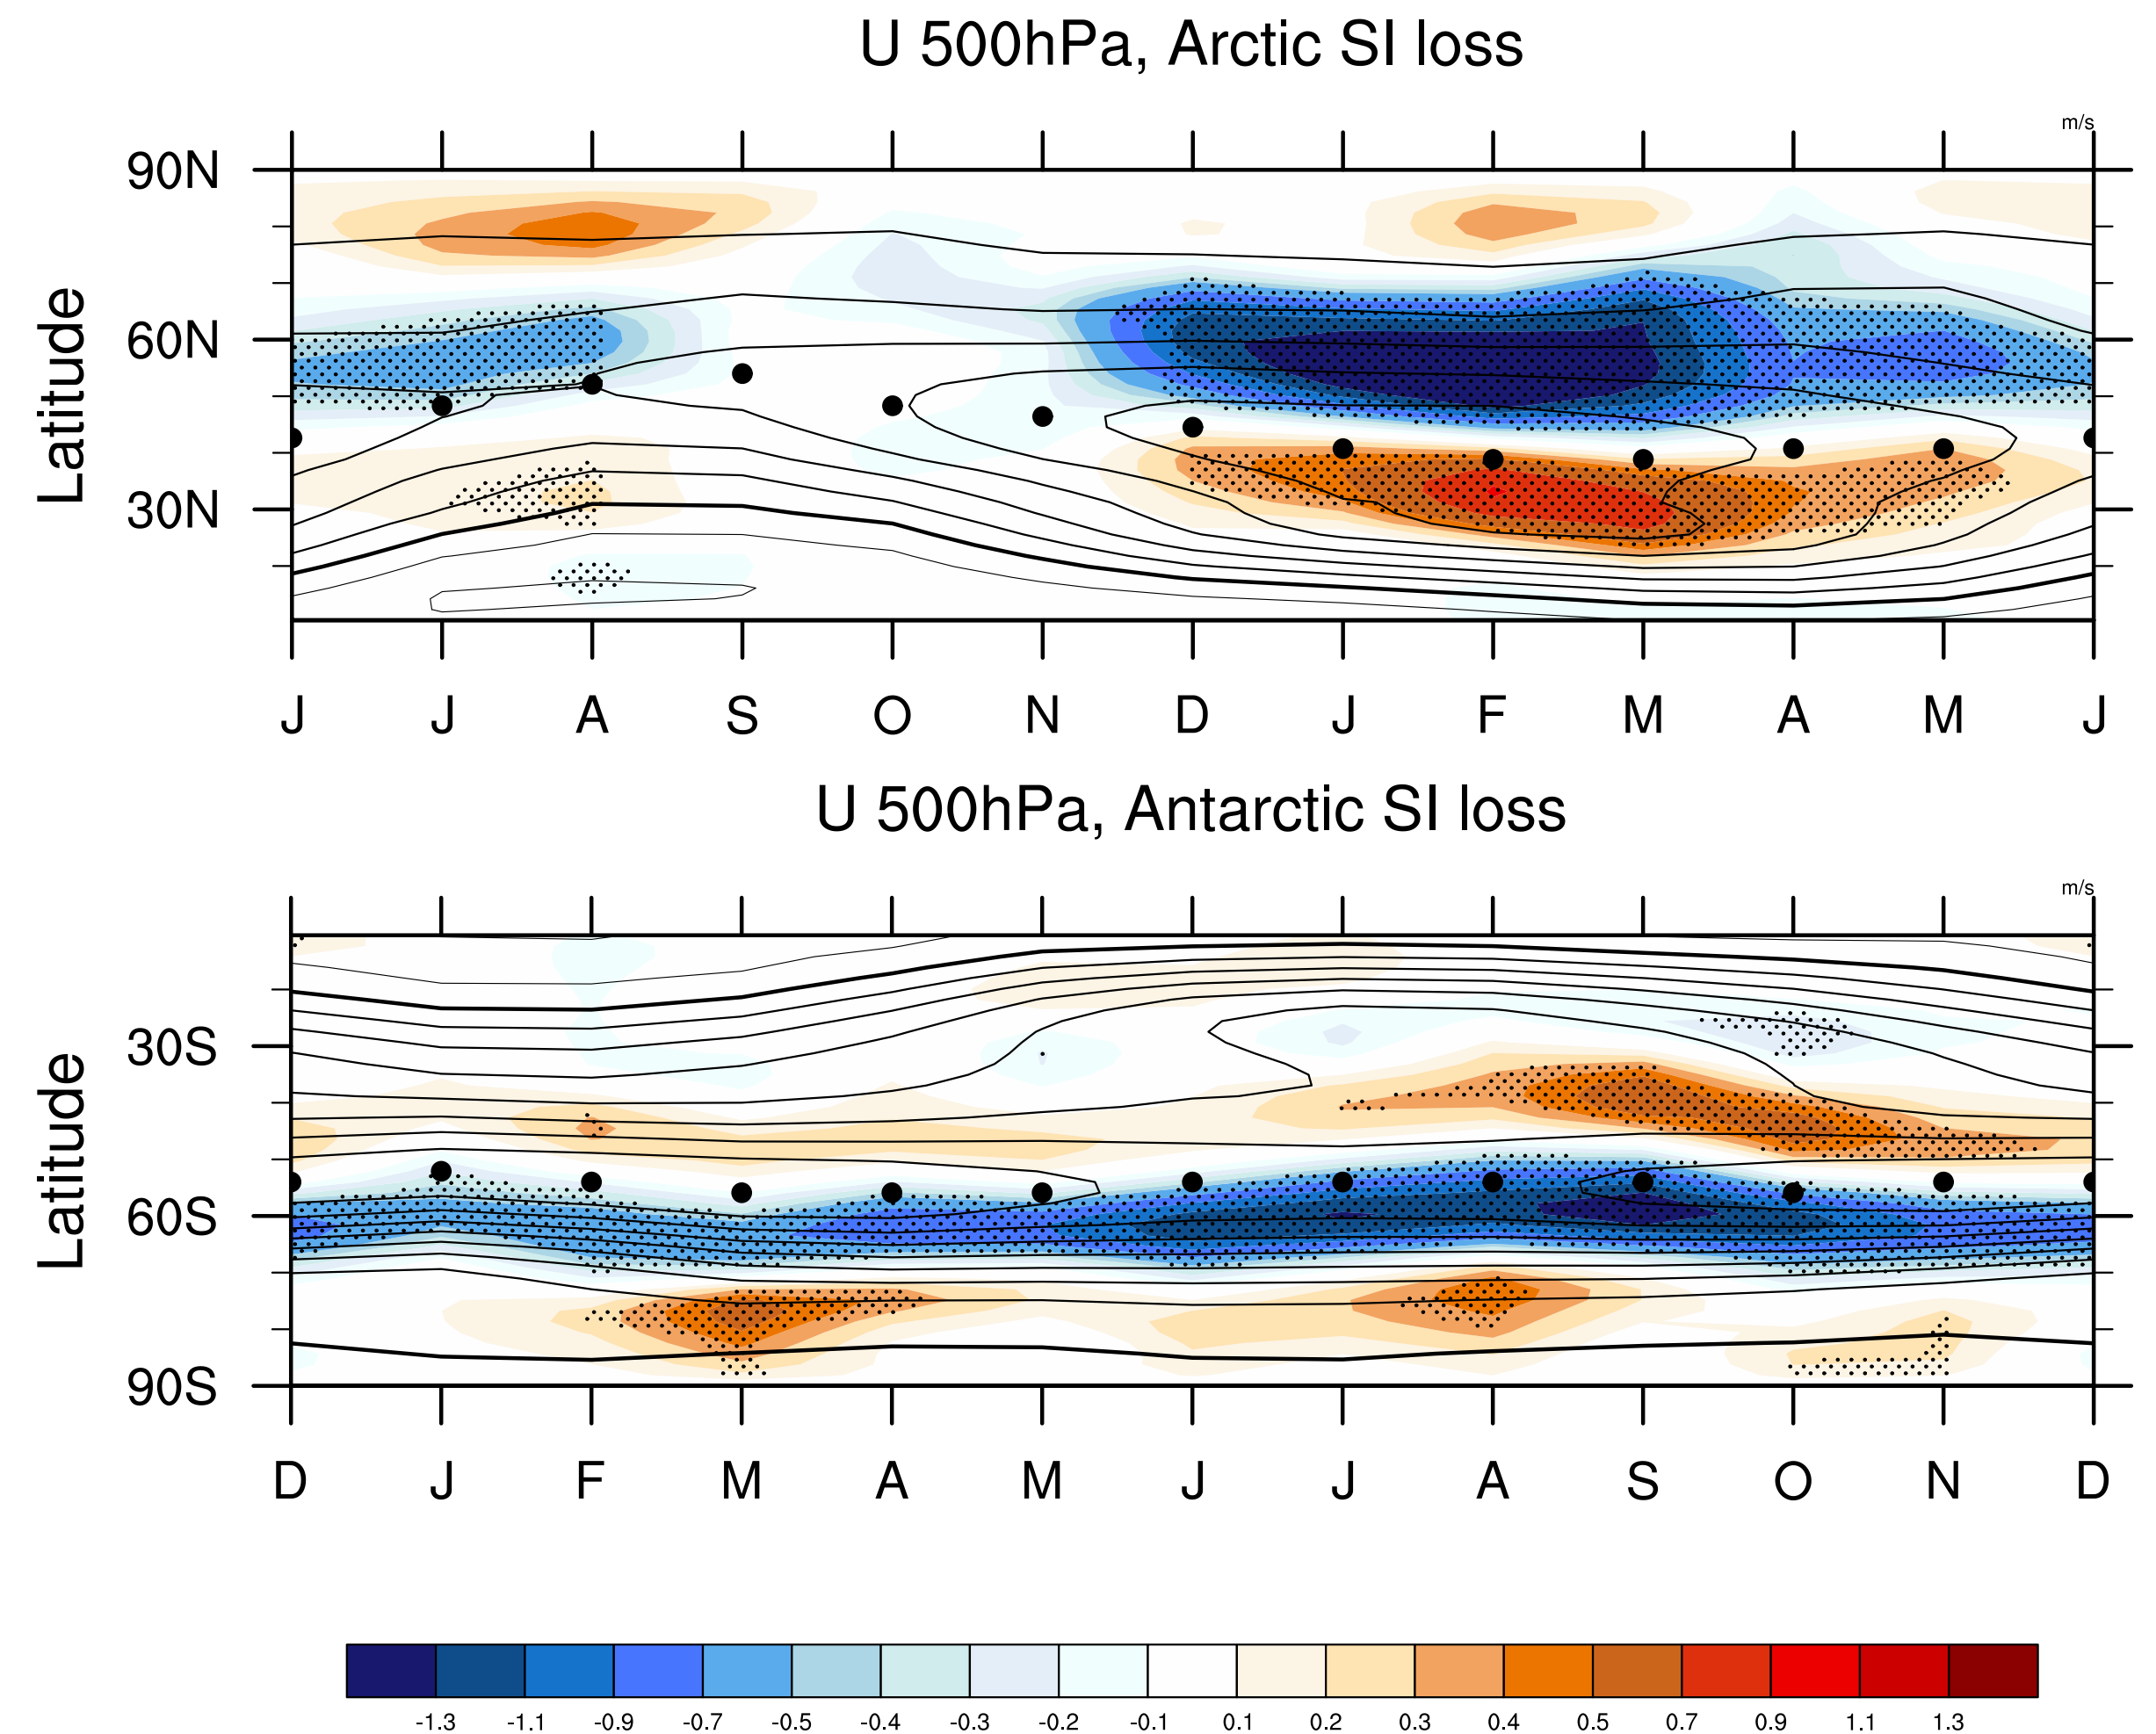 U 500hPa, Arctic SI loss
m/s
90N
60N
30N
Latitude
J J A S O N D J F M A M J
U 500hPa, Antarctic SI loss
m/s
30S
60S
90S
Latitude
D J F M A M J J A S O N D
-1.3 -1.1 -0.9 -0.7 -0.5 -0.4 -0.3 -0.2 -0.1 0.1 0.2 0.3 0.4 0.5 0.7 0.9 1.1 1.3